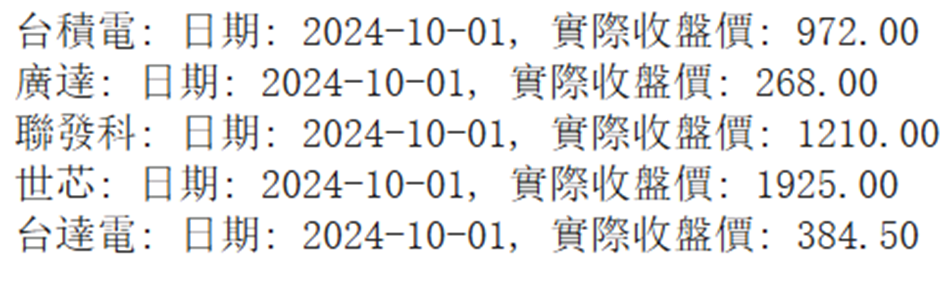 台積電: 日期: 2024-10-01, 實際收盤價: 972.00
廣達: 日期: 2024-10-01, 實際收盤價: 268.00
聯發科: 日期: 2024-10-01, 實際收盤價: 1210.00
世芯: 日期: 2024-10-01, 實際收盤價: 1925.00
台達電: 日期: 2024-10-01, 實際收盤價: 384.50